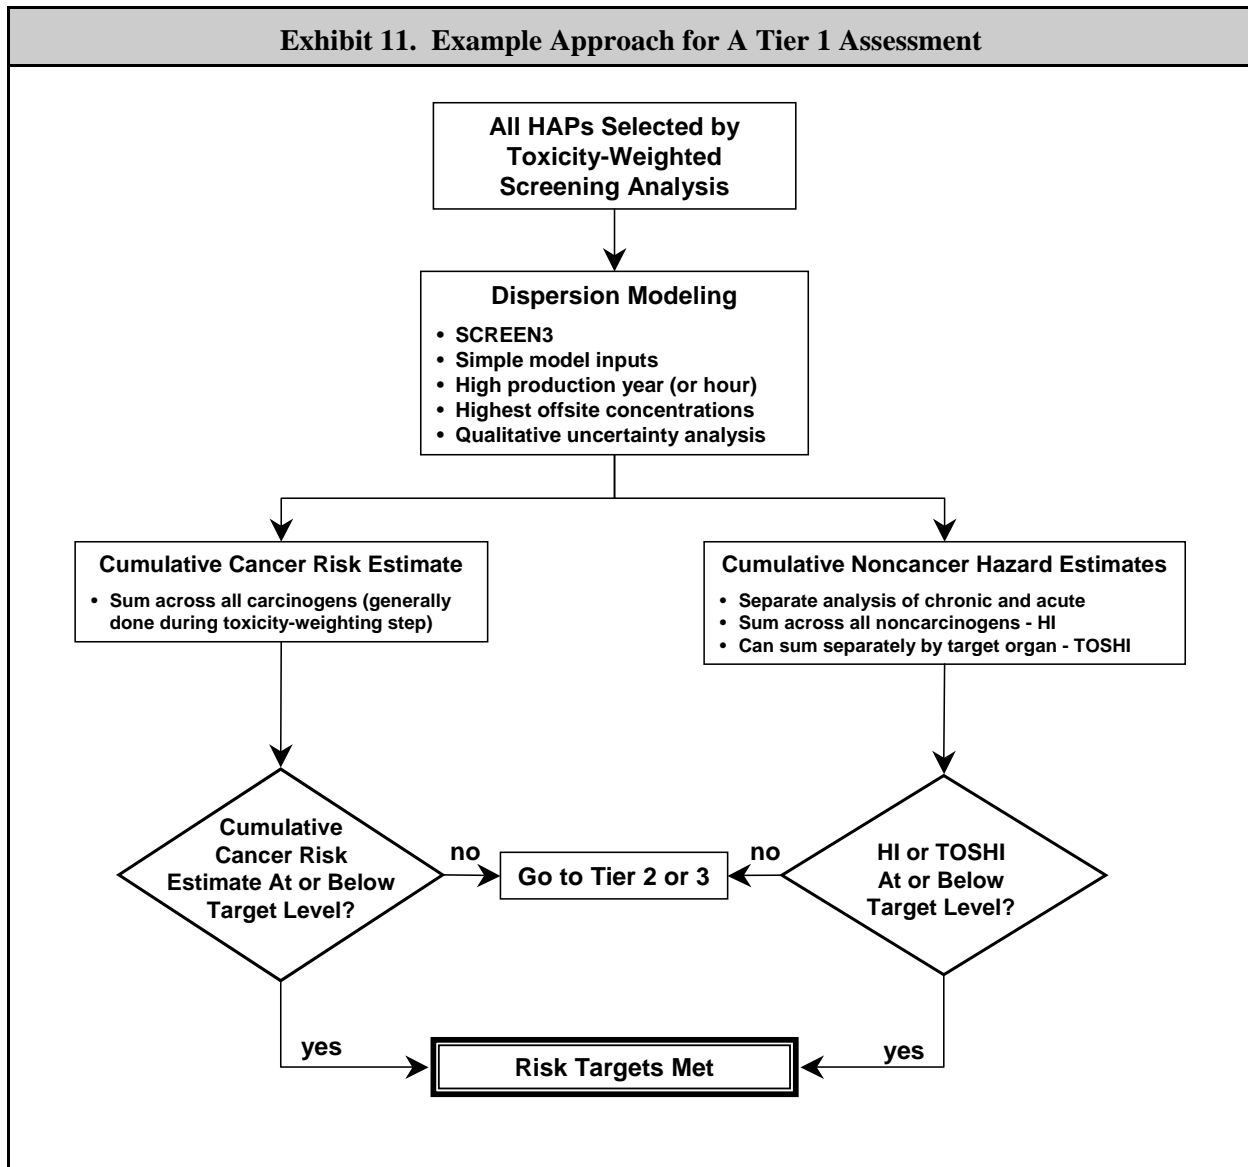 Exhibit 11. Example Approach for A Tier 1 Assessment
All HAPs Selected by
Toxicity-Weighted
Screening Analysis
Dispersion Modeling
• SCREEN3
• Simple model inputs
• High production year (or hour)
• Highest offsite concentrations
• Qualitative uncertainty analysis
Cumulative Cancer Risk Estimate
• Sum across all carcinogens (generally
done during toxicity-weighting step)
Cumulative Noncancer Hazard Estimates
• Separate analysis of chronic and acute
• Sum across all noncarcinogens - HI
• Can sum separately by target organ - TOSHI
Cumulative
Cancer Risk
Estimate At or Below
Target Level?
no
Go to Tier 2 or 3
no
HI or TOSHI
At or Below
Target Level?
yes
Risk Targets Met
yes